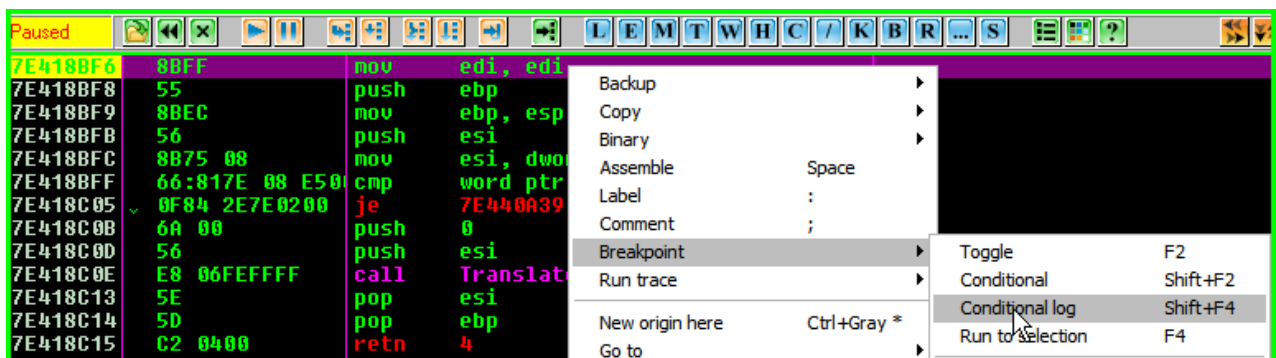 Paused L E M T W H C / K B R ... S ?
7E418BF6 8BFF mov edi, edi
7E418BF8 55 push ebp
7E418BF9 8BEC mov ebp, esp
7E418BFB 56 push esi
7E418BFC 8B75 08 mov esi, dwo
7E418BFF 66:817E 08 E50 cmp word ptr
7E418C05 0F84 2E7E0200 je 7E440A39
7E418C0B 6A 00 push 0
7E418C0D 56 push esi
7E418C0E E8 06FEFFFF call Translat
7E418C13 5E pop esi
7E418C14 5D pop ebp
7E418C15 C2 0400 retn 4
Backup
Copy
Binary
Assemble Space
Label :
Comment ;
Breakpoint
Run trace
New origin here Ctrl+Gray *
Go to
Toggle F2
Conditional Shift+F2
Conditional log Shift+F4
Run to selection F4